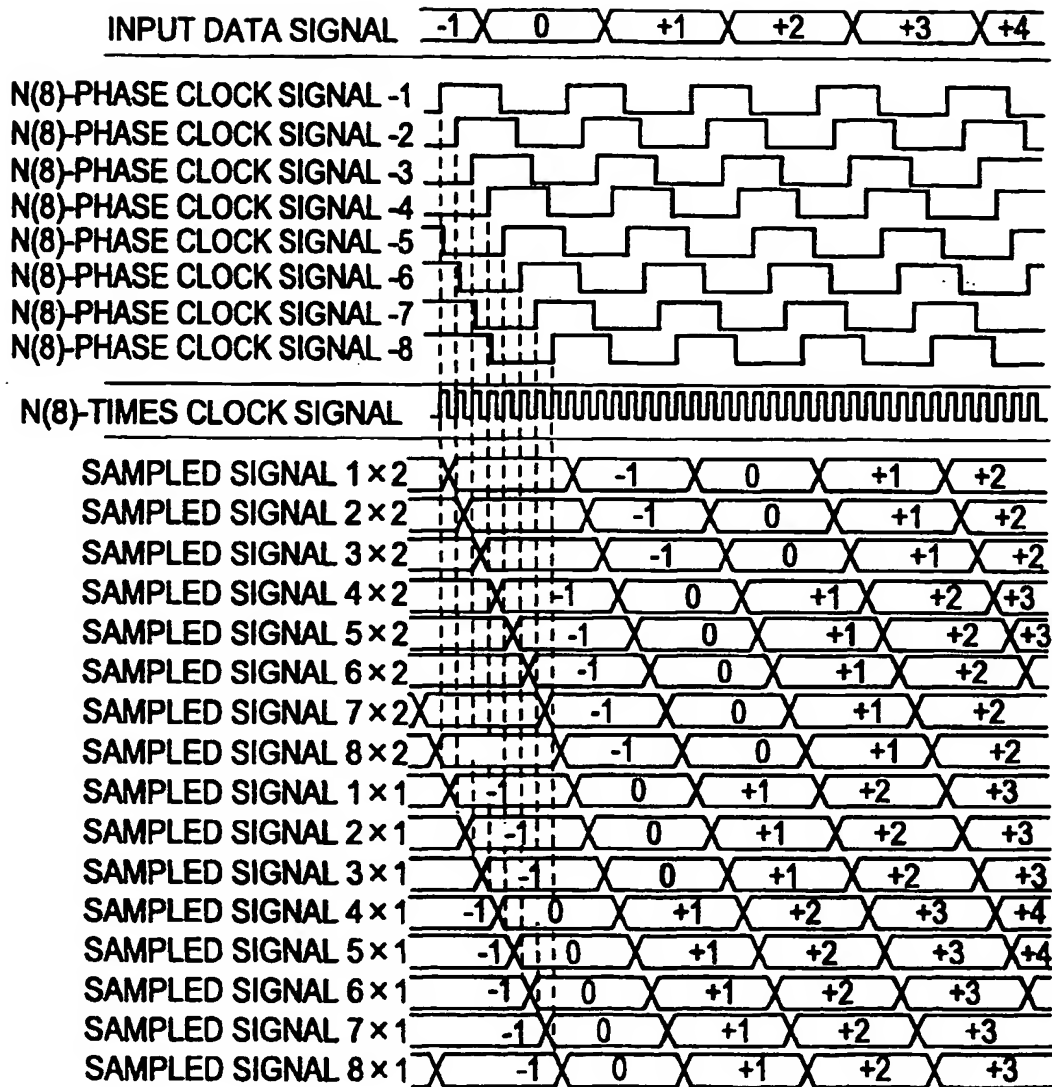 INPUT DATA SIGNAL -1 0 +1 +2 +3 +4
N(8)-PHASE CLOCK SIGNAL -1
N(8)-PHASE CLOCK SIGNAL -2
N(8)-PHASE CLOCK SIGNAL -3
N(8)-PHASE CLOCK SIGNAL -4
N(8)-PHASE CLOCK SIGNAL -5
N(8)-PHASE CLOCK SIGNAL -6
N(8)-PHASE CLOCK SIGNAL -7
N(8)-PHASE CLOCK SIGNAL -8
N(8)-TIMES CLOCK SIGNAL
SAMPLED SIGNAL 1×2 -1 0 +1 +2
SAMPLED SIGNAL 2×2 -1 0 +1 +2
SAMPLED SIGNAL 3×2 -1 0 +1 +2
SAMPLED SIGNAL 4×2 -1 0 +1 +2 +3
SAMPLED SIGNAL 5×2 -1 0 +1 +2 +3
SAMPLED SIGNAL 6×2 -1 0 +1 +2
SAMPLED SIGNAL 7×2 -1 0 +1 +2
SAMPLED SIGNAL 8×2 -1 0 +1 +2
SAMPLED SIGNAL 1×1 -1 0 +1 +2 +3
SAMPLED SIGNAL 2×1 -1 0 +1 +2 +3
SAMPLED SIGNAL 3×1 -1 0 +1 +2 +3
SAMPLED SIGNAL 4×1 -1 0 +1 +2 +3 +4
SAMPLED SIGNAL 5×1 -1 0 +1 +2 +3 +4
SAMPLED SIGNAL 6×1 -1 0 +1 +2 +3
SAMPLED SIGNAL 7×1 -1 0 +1 +2 +3
SAMPLED SIGNAL 8×1 -1 0 +1 +2 +3